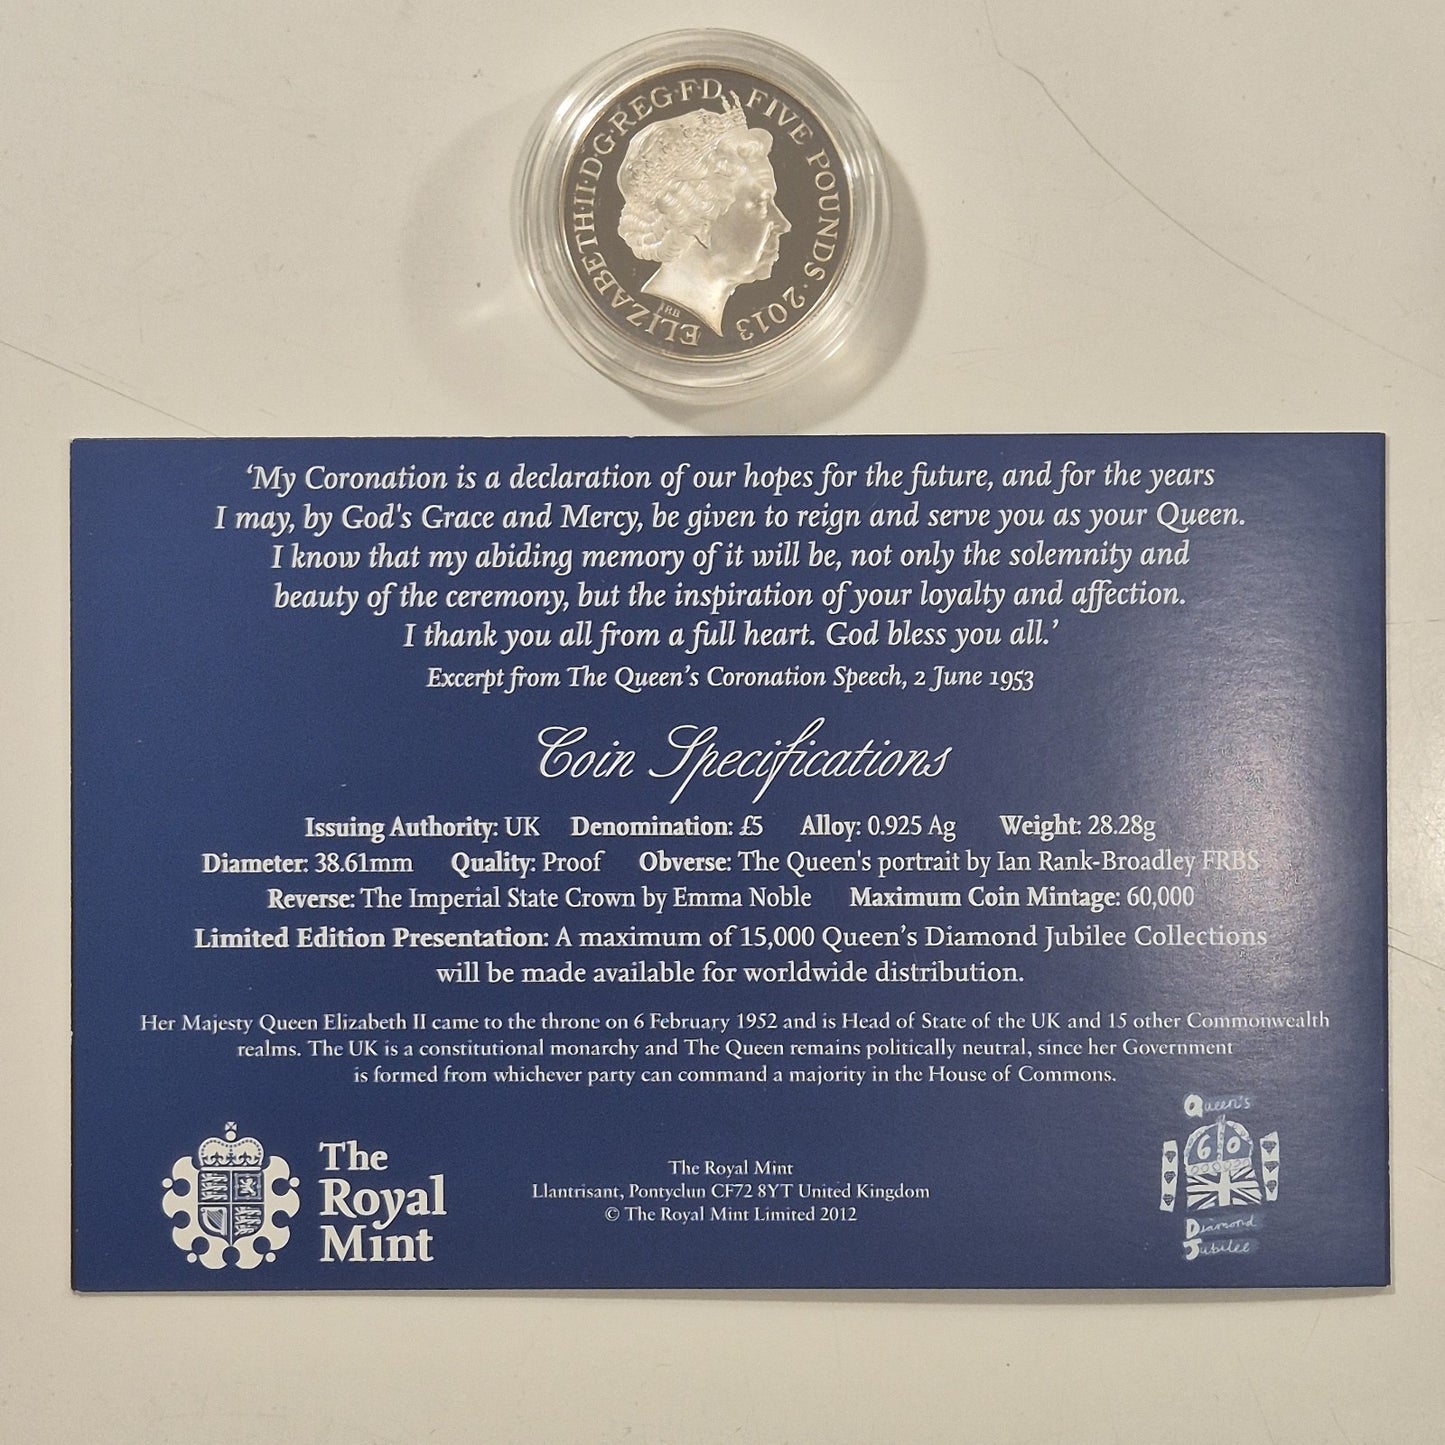 ELIZABETH·II·D·G·REG·FD
FIVE POUNDS·2013
IRB
‘My Coronation is a declaration of our hopes for the future, and for the years
I may, by God's Grace and Mercy, be given to reign and serve you as your Queen.
I know that my abiding memory of it will be, not only the solemnity and
beauty of the ceremony, but the inspiration of your loyalty and affection.
I thank you all from a full heart. God bless you all.’
Excerpt from The Queen’s Coronation Speech, 2 June 1953
Coin Specifications
Issuing Authority: UK Denomination: £5 Alloy: 0.925 Ag Weight: 28.28g
Diameter: 38.61mm Quality: Proof Obverse: The Queen's portrait by Ian Rank-Broadley FRBS
Reverse: The Imperial State Crown by Emma Noble Maximum Coin Mintage: 60,000
Limited Edition Presentation: A maximum of 15,000 Queen’s Diamond Jubilee Collections
will be made available for worldwide distribution.
Her Majesty Queen Elizabeth II came to the throne on 6 February 1952 and is Head of State of the UK and 15 other Commonwealth
realms. The UK is a constitutional monarchy and The Queen remains politically neutral, since her Government
is formed from whichever party can command a majority in the House of Commons.
The
Royal
Mint
The Royal Mint
Llantrisant, Pontyclun CF72 8YT United Kingdom
© The Royal Mint Limited 2012
Queen's
60
Diamond
Jubilee